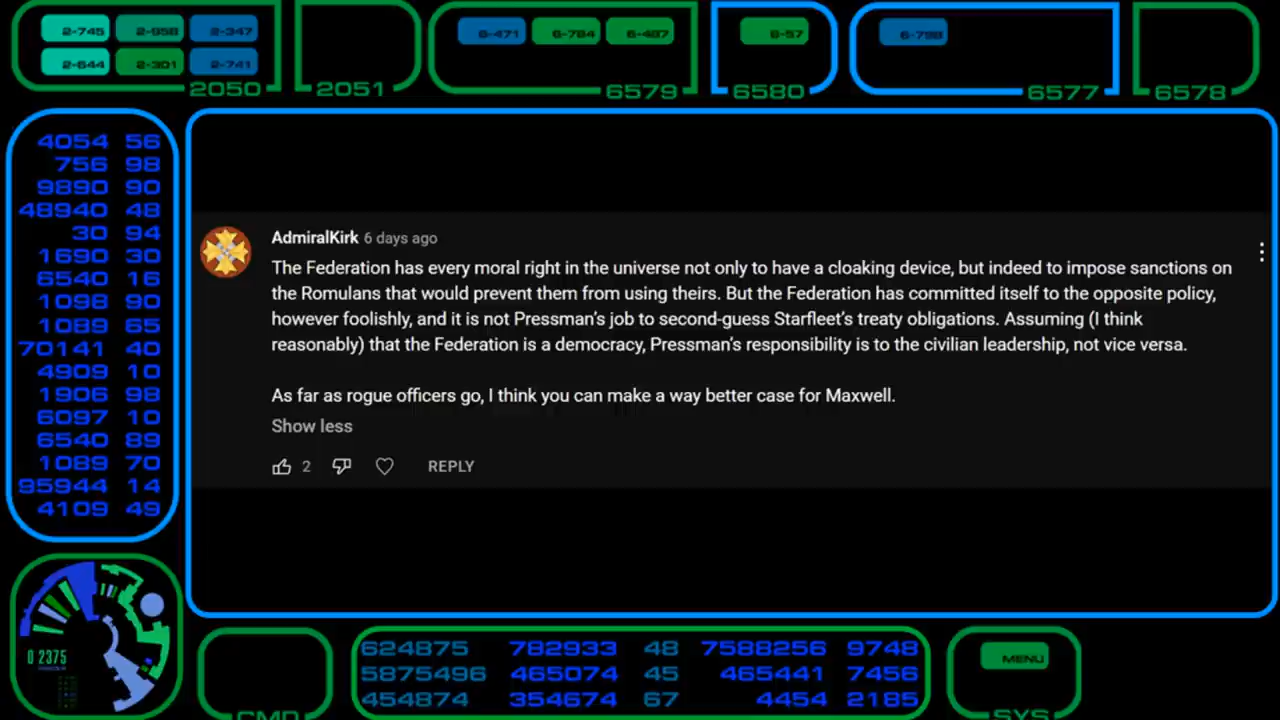 2-745 2-958 2-347
2-644 2-301 2-741
2050
2051
6-471 6-784 6-487
6579
8-57
6580
6-798
6577
6578
4054 56
756 98
9890 90
48940 48
30 94
1690 30
6540 16
1098 90
1089 65
70141 40
4909 10
1906 98
6097 10
6540 89
1089 70
95944 14
4109 49
AdmiralKirk 6 days ago
The Federation has every moral right in the universe not only to have a cloaking device, but indeed to impose sanctions on
the Romulans that would prevent them from using theirs. But the Federation has committed itself to the opposite policy,
however foolishly, and it is not Pressman's job to second-guess Starfleet's treaty obligations. Assuming (I think
reasonably) that the Federation is a democracy, Pressman's responsibility is to the civilian leadership, not vice versa.
As far as rogue officers go, I think you can make a way better case for Maxwell.
Show less
2 REPLY
0 2375
CMD
624875 782933 48 7588256 9748
5875496 465074 45 465441 7456
454874 354674 67 4454 2185
MENU
SYS